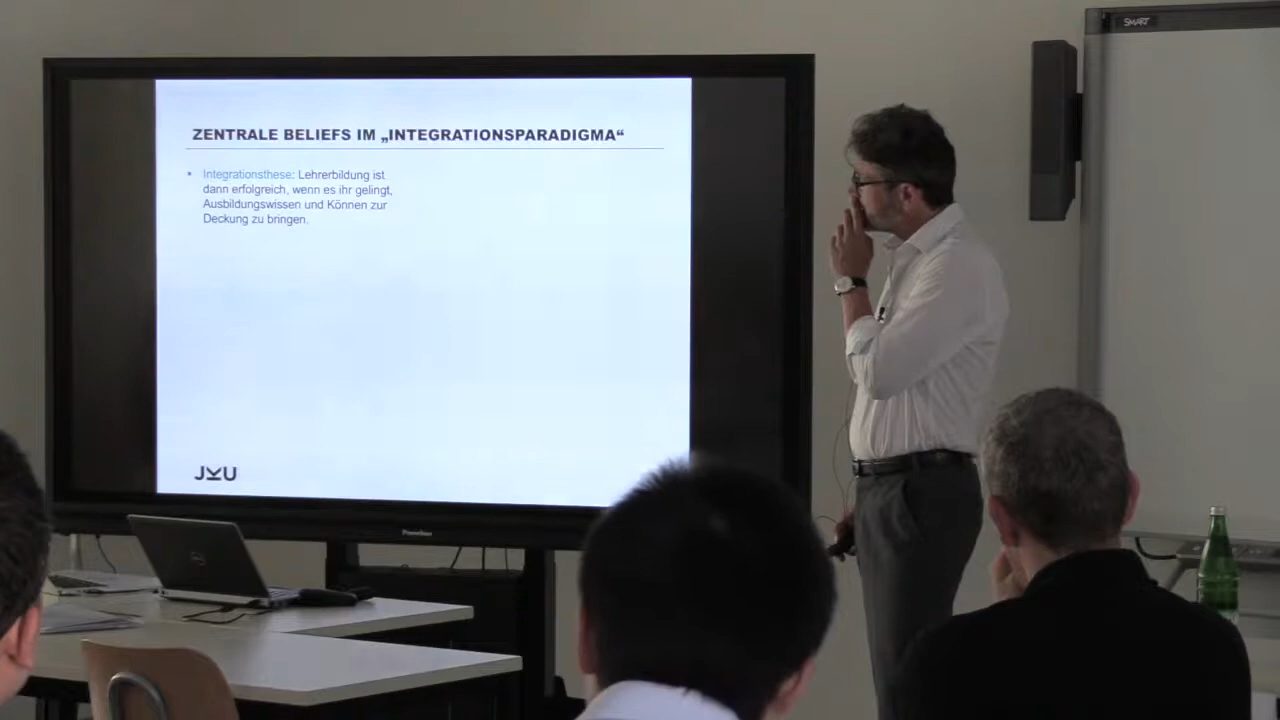 SMART
ZENTRALE BELIEFS IM „INTEGRATIONSPARADIGMA“
• Integrationsthese: Lehrerbildung ist
dann erfolgreich, wenn es ihr gelingt,
Ausbildungswissen und Können zur
Deckung zu bringen.
JKU